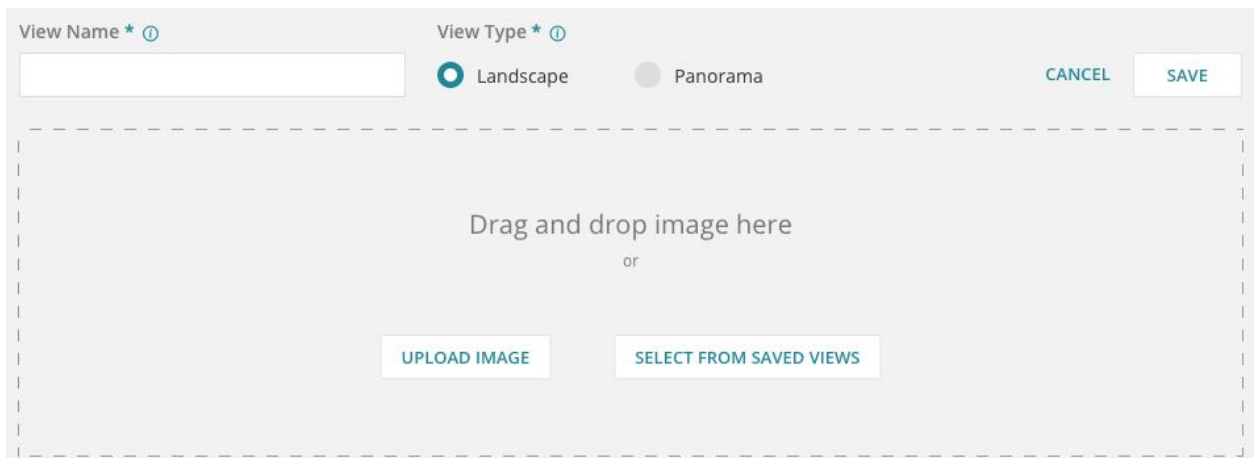 View Name * ⓘ
View Type * ⓘ
Landscape
Panorama
CANCEL
SAVE
Drag and drop image here
or
UPLOAD IMAGE
SELECT FROM SAVED VIEWS